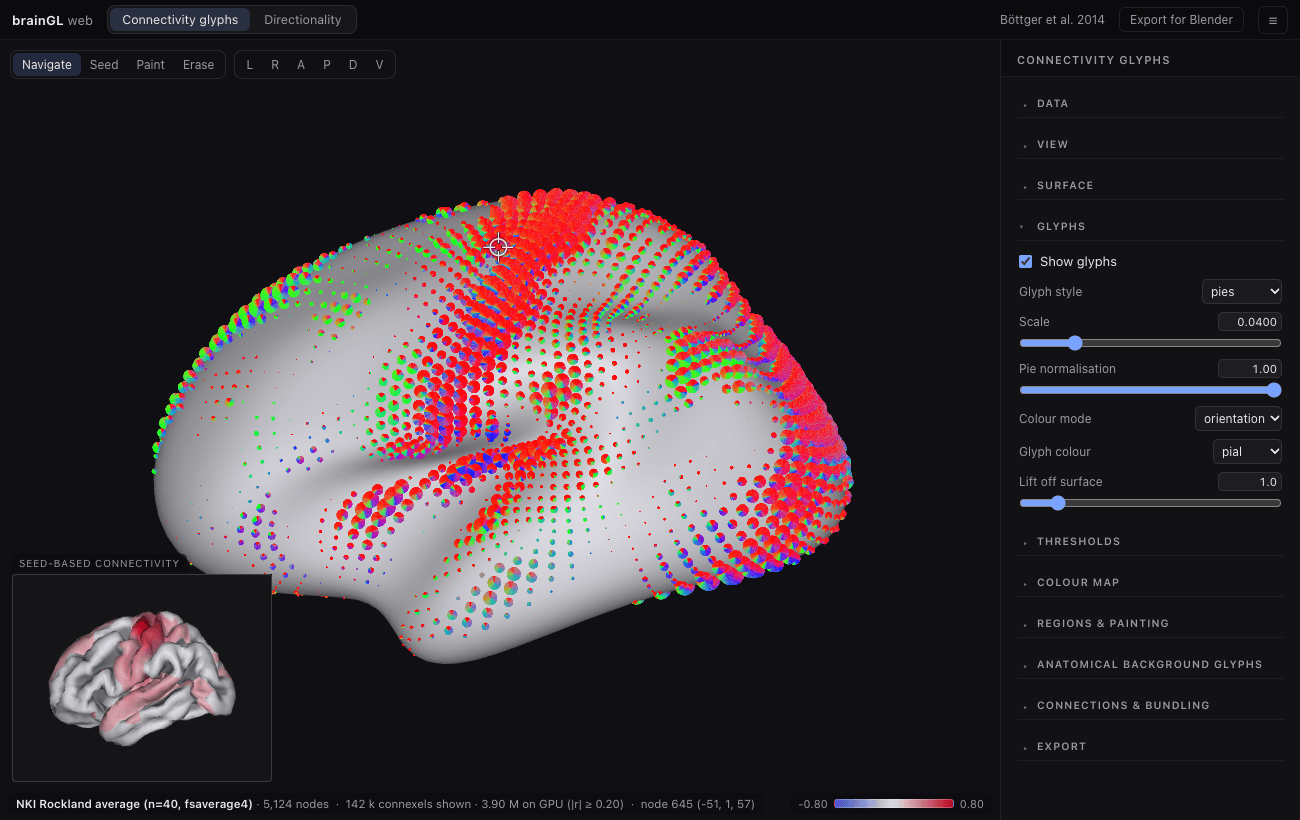 brainGL web Connectivity glyphs Directionality Böttger et al. 2014 Export for Blender ≡
Navigate Seed Paint Erase L R A P D V
CONNECTIVITY GLYPHS
DATA
VIEW
SURFACE
GLYPHS
Show glyphs
Glyph style pies
Scale 0.0400
Pie normalisation 1.00
Colour mode orientation
Glyph colour pial
Lift off surface 1.0
THRESHOLDS
COLOUR MAP
REGIONS & PAINTING
ANATOMICAL BACKGROUND GLYPHS
CONNECTIONS & BUNDLING
EXPORT
SEED-BASED CONNECTIVITY
NKI Rockland average (n=40, fsaverage4) · 5,124 nodes · 142 k connexels shown · 3.90 M on GPU (|r| ≥ 0.20) · node 645 (-51, 1, 57) -0.80 0.80